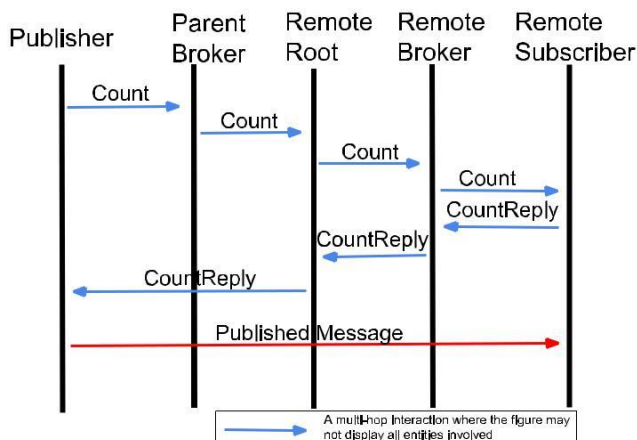 Publisher
Parent
Broker
Remote
Root
Remote
Broker
Remote
Subscriber
Count
Count
Count
Count
CountReply
CountReply
CountReply
Published Message
A multi-hop interaction where the figure may
not display all entities involved